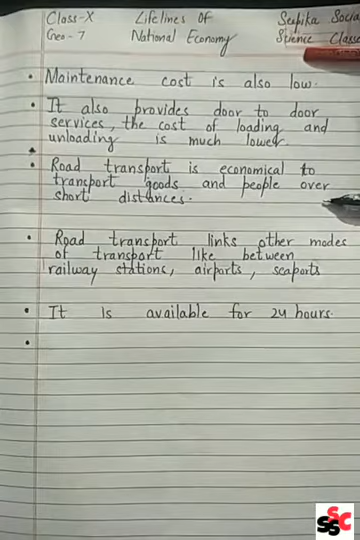 Class-X Lifelines Of Seepika Social
Geo-7 National Economy Science Classes
• Maintenance cost is also low.
• It also provides door to door
services, the cost of loading and
unloading is much lower.
• Road transport is economical to
transport goods and people over
short distances.
• Road transport links other modes
of transport like between
railway stations, airports, seaports
• It is available for 24 hours.
•
SSSC